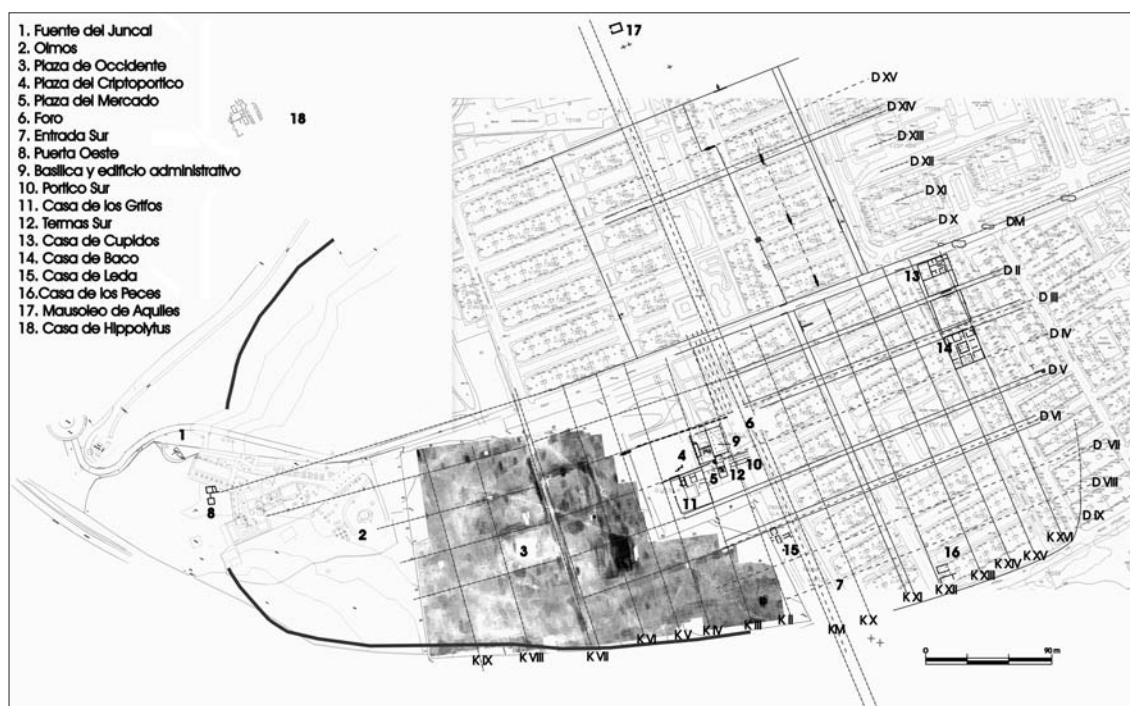 1. Fuente del Juncal
2. Olmos
3. Plaza de Occidente
4. Plaza del Criptoportico
5. Plaza del Mercado
6. Foro
7. Entrada Sur
8. Puerta Oeste
9. Basilica y edificio administrativo
10. Portico Sur
11. Casa de los Grifos
12. Termas Sur
13. Casa de Cupidos
14. Casa de Baco
15. Casa de Leda
16.Casa de los Peces
17. Mausoleo de Aquiles
18. Casa de Hippolytus
17
18
D XV
D XIV
D XIII
D XII
D XI
D X
DM
13
D II
D III
14
D IV
D V
D VI
6
9
4
10
12
5
11
1
8
2
3
15
7
16
D VII
D VIII
D IX
K XVI
K XV
K XIV
K XIII
K XII
K XI
K X
KM
K II
K III
K IV
K V
K VI
K VII
K VIII
K IX
0 90 m